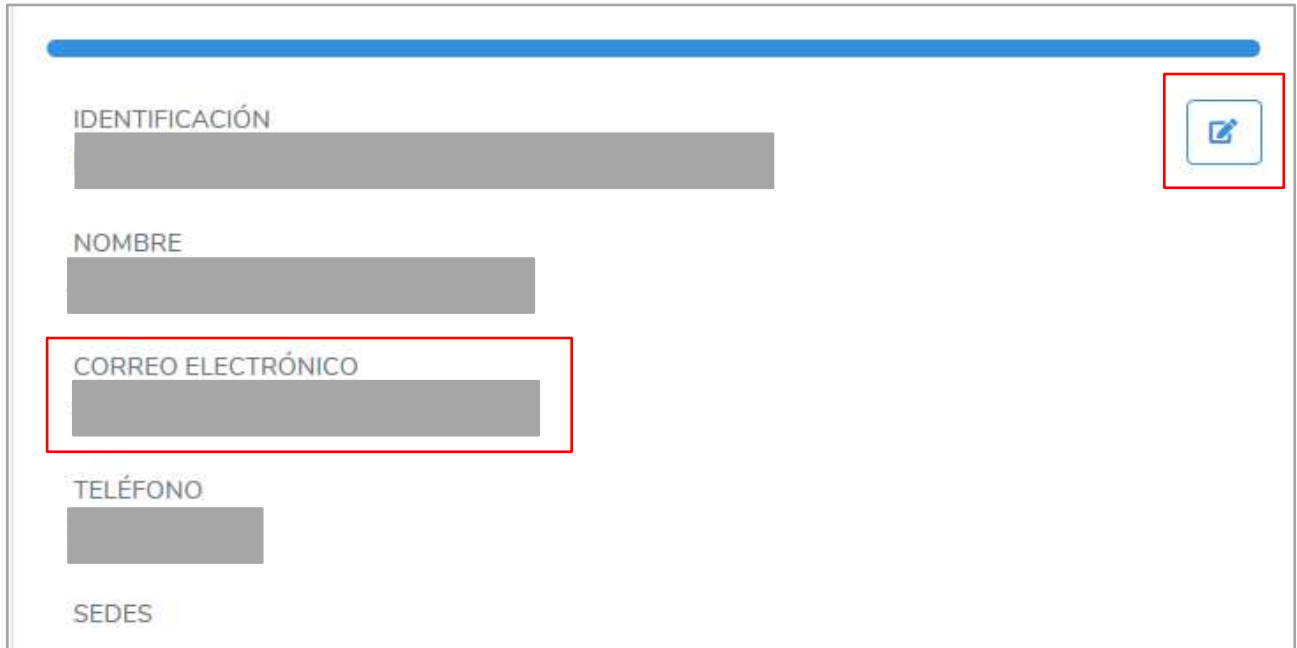 IDENTIFICACIÓN
NOMBRE
CORREO ELECTRÓNICO
TELÉFONO
SEDES